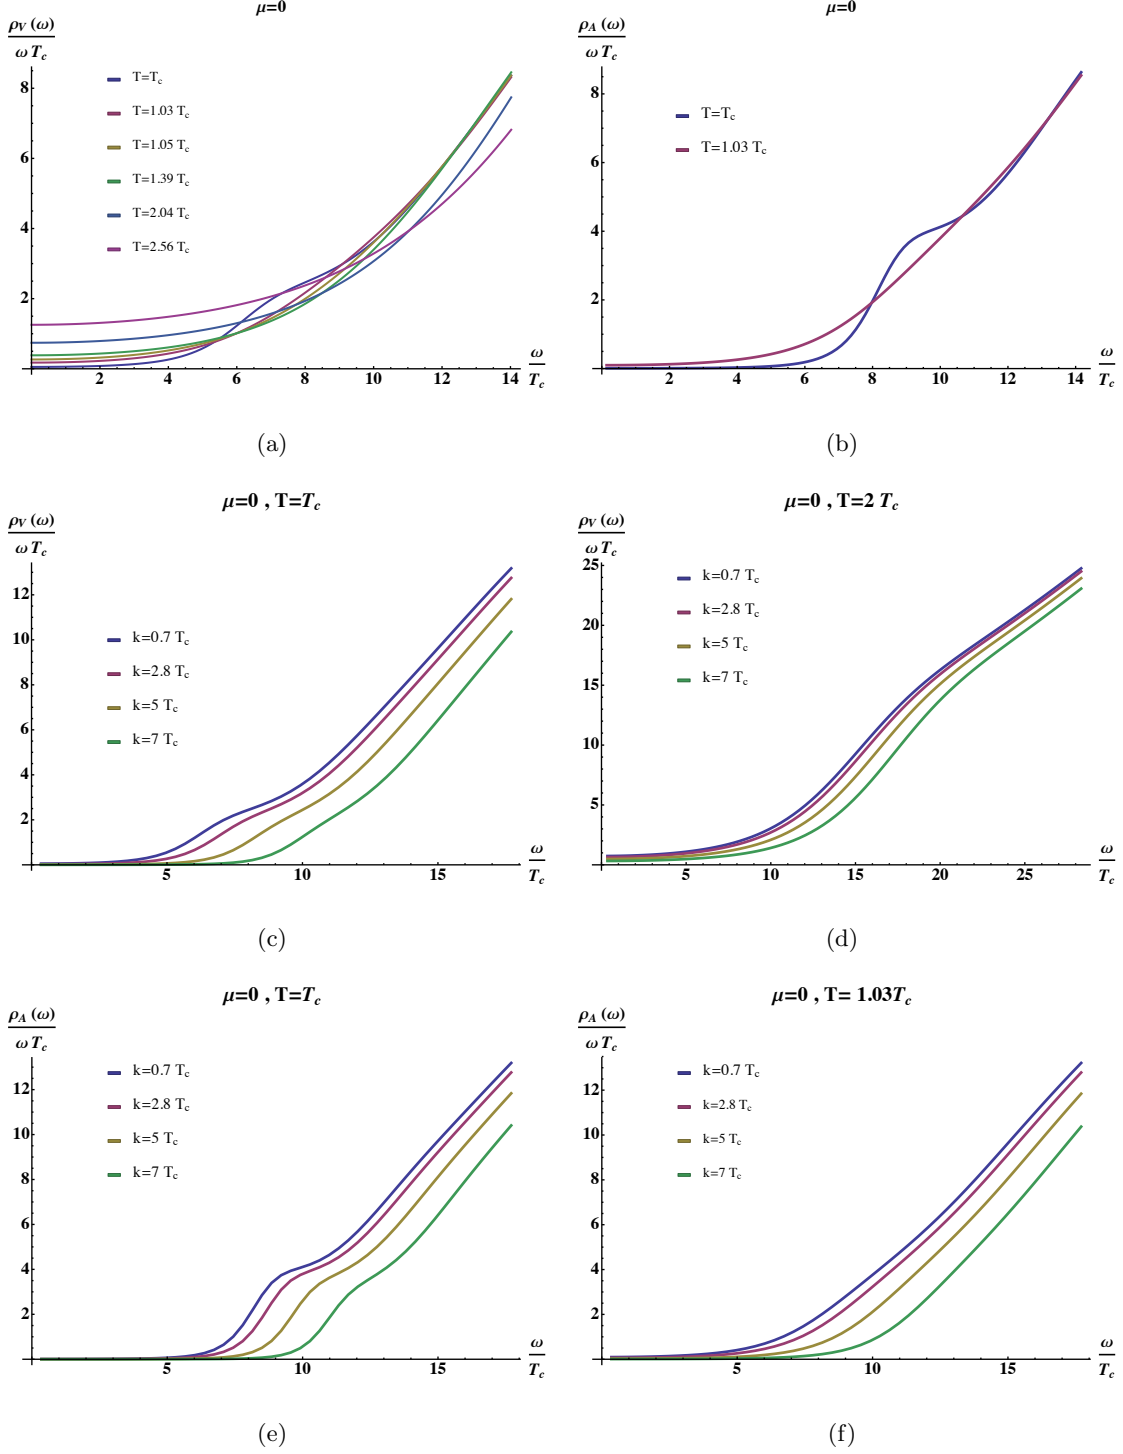 μ=0
ρV (ω)
ω Tc
8
6
4
2
T=Tc
T=1.03 Tc
T=1.05 Tc
T=1.39 Tc
T=2.04 Tc
T=2.56 Tc
2 4 6 8 10 12 14
ω
Tc
(a)
μ=0
ρA (ω)
ω Tc
8
6
4
2
T=Tc
T=1.03 Tc
2 4 6 8 10 12 14
ω
Tc
(b)
μ=0 , T=Tc
ρV (ω)
ω Tc
12
10
8
6
4
2
k=0.7 Tc
k=2.8 Tc
k=5 Tc
k=7 Tc
5 10 15
ω
Tc
(c)
μ=0 , T=2 Tc
ρV (ω)
ω Tc
25
20
15
10
5
k=0.7 Tc
k=2.8 Tc
k=5 Tc
k=7 Tc
5 10 15 20 25
ω
Tc
(d)
μ=0 , T=Tc
ρA (ω)
ω Tc
12
10
8
6
4
2
k=0.7 Tc
k=2.8 Tc
k=5 Tc
k=7 Tc
5 10 15
ω
Tc
(e)
μ=0 , T= 1.03Tc
ρA (ω)
ω Tc
12
10
8
6
4
2
k=0.7 Tc
k=2.8 Tc
k=5 Tc
k=7 Tc
5 10 15
ω
Tc
(f)